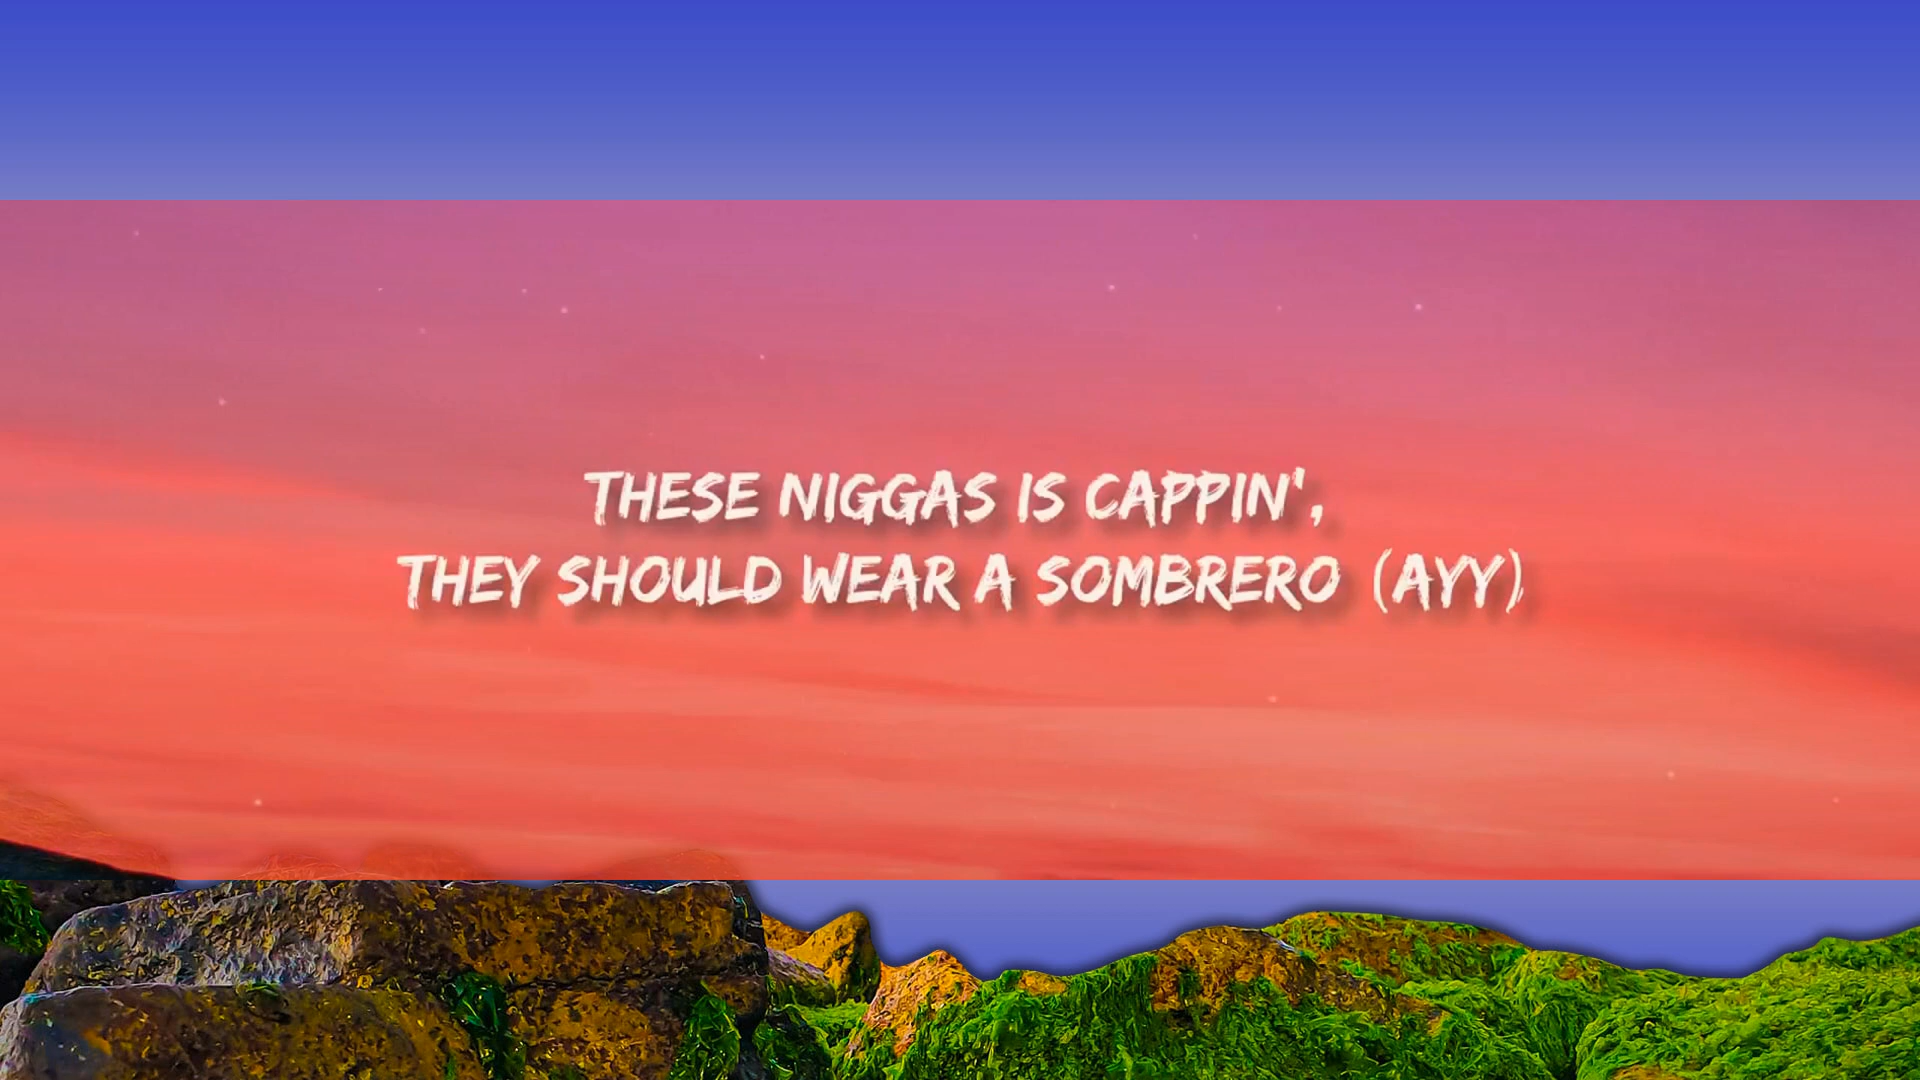 THESE NIGGAS IS CAPPIN',
THEY SHOULD WEAR A SOMBRERO (AYY)